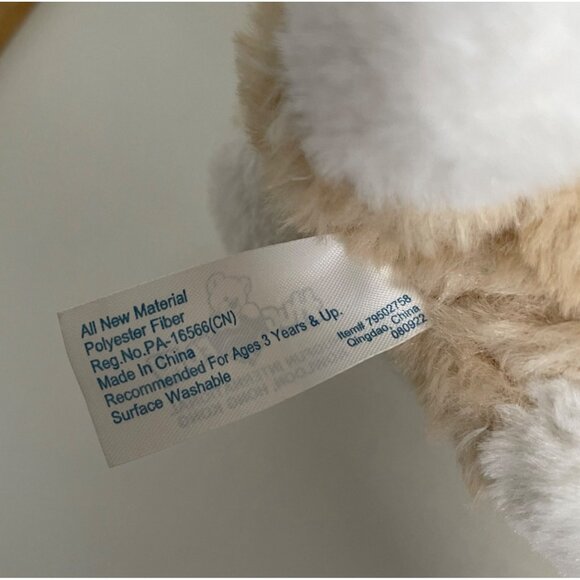 All New Material
Polyester Fiber
Reg.No.PA-16566(CN)
Made In China
Recommended For Ages 3 Years & Up.
Surface Washable
Item# 79502758
Qingdao, China
080922